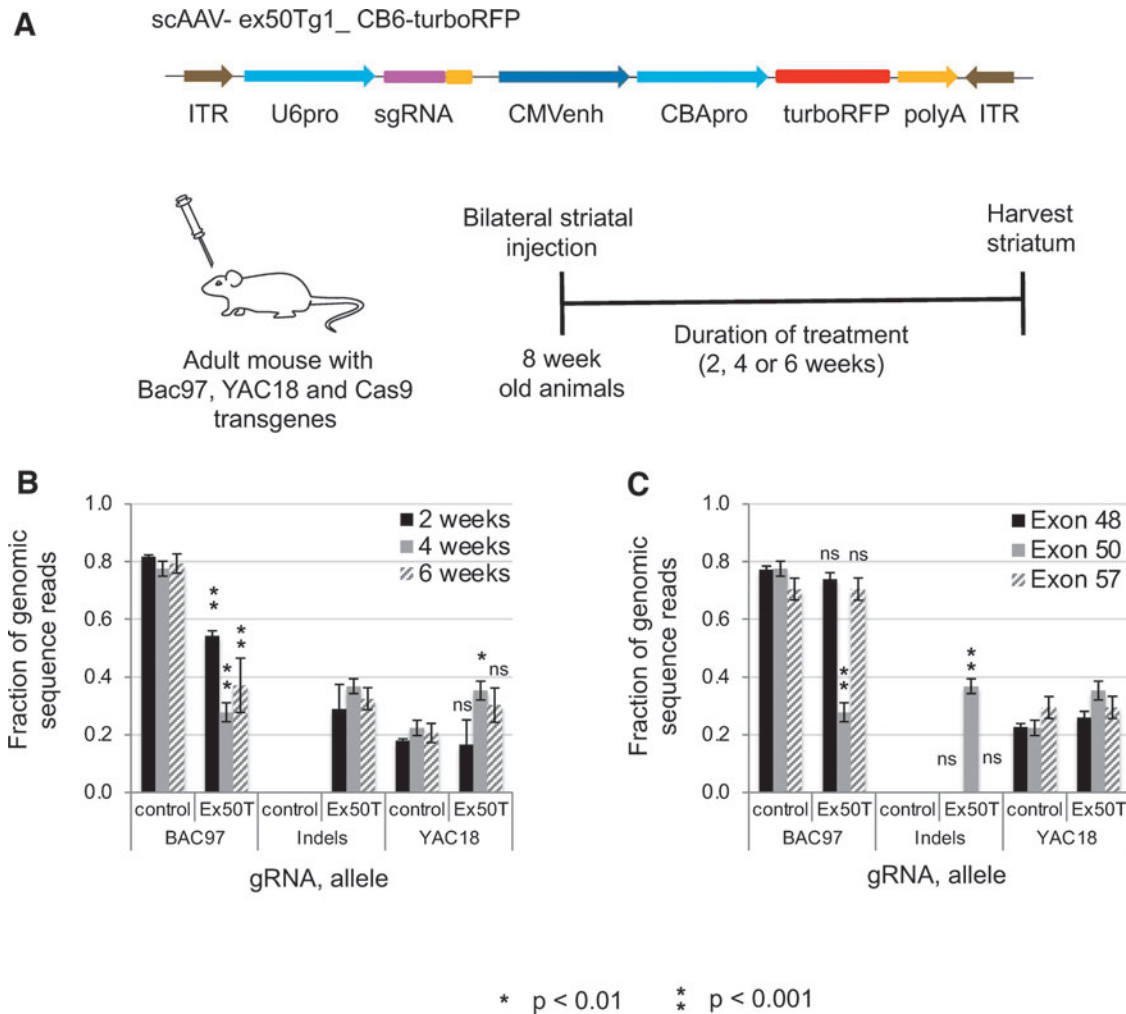 A
scAAV- ex50Tg1_ CB6-turboRFP
ITR U6pro sgRNA CMVenh CBApro turboRFP polyA ITR
Adult mouse with
Bac97, YAC18 and Cas9
transgenes
Bilateral striatal
injection
Harvest
striatum
8 week
old animals
Duration of treatment
(2, 4 or 6 weeks)
B
Fraction of genomic
sequence reads
1.0
0.8
0.6
0.4
0.2
0.0
2 weeks
4 weeks
6 weeks
**
**
**
ns
*
ns
control Ex50T control Ex50T control Ex50T
BAC97 Indels YAC18
gRNA, allele
C
Fraction of genomic
sequence reads
1.0
0.8
0.6
0.4
0.2
0.0
Exon 48
Exon 50
Exon 57
ns ns
**
**
ns ns
control Ex50T control Ex50T control Ex50T
BAC97 Indels YAC18
gRNA, allele
* p < 0.01 ** p < 0.001